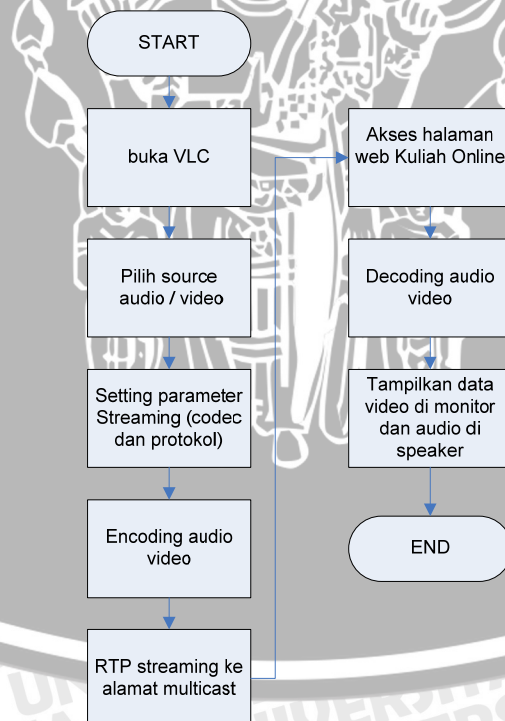 START
buka VLC
Pilih source
audio / video
Setting parameter
Streaming (codec
dan protokol)
Encoding audio
video
RTP streaming ke
alamat multicast
Akses halaman
web Kuliah Online
Decoding audio
video
Tampilkan data
video di monitor
dan audio di
speaker
END